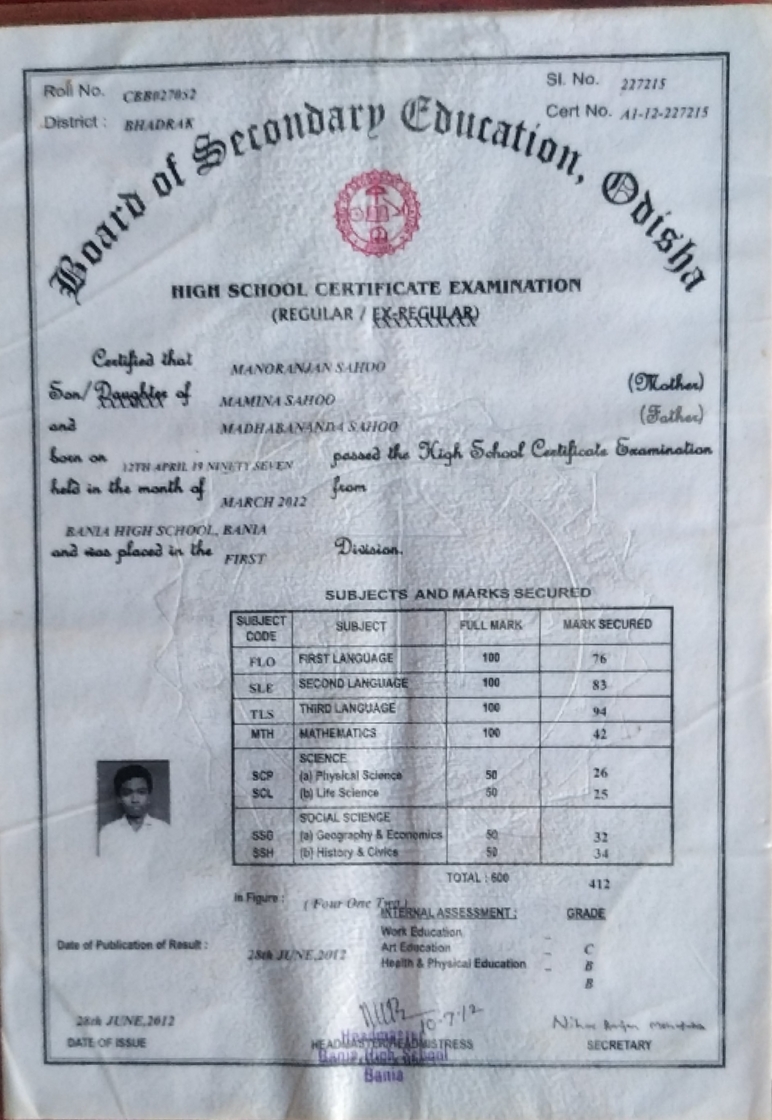 Roll No. CBB027052
Sl. No. 227215
District : BHADRAK
Cert No. A1-12-227215
Board of Secondary Education, Odisha
HIGH SCHOOL CERTIFICATE EXAMINATION
(REGULAR / EX-REGULAR)
Certified that MANORANJAN SAHOO
Son/ Daughter of MAMINA SAHOO (Mother)
and MADHABANANDA SAHOO (Father)
born on 12TH APRIL 19 NINETY SEVEN passed the High School Certificate Examination
held in the month of MARCH 2012 from
BANIA HIGH SCHOOL, BANIA
and was placed in the FIRST Division.
SUBJECTS AND MARKS SECURED
SUBJECT CODE SUBJECT FULL MARK MARK SECURED
FLO FIRST LANGUAGE 100 76
SLE SECOND LANGUAGE 100 83
TLS THIRD LANGUAGE 100 94
MTH MATHEMATICS 100 42
SCIENCE
SCP (a) Physical Science 50 26
SCL (b) Life Science 50 25
SOCIAL SCIENCE
SSG (a) Geography & Economics 50 32
SSH (b) History & Civics 50 34
TOTAL : 600 412
In Figure : ( Four One Two )
INTERNAL ASSESSMENT : GRADE
Work Education -
Date of Publication of Result : 28th JUNE,2012
Art Education C
Health & Physical Education - B
B
28th JUNE,2012
10-7-12
DATE OF ISSUE
HEADMASTER/HEADMISTRESS
SECRETARY
Headmaster
Bania High School
Bania